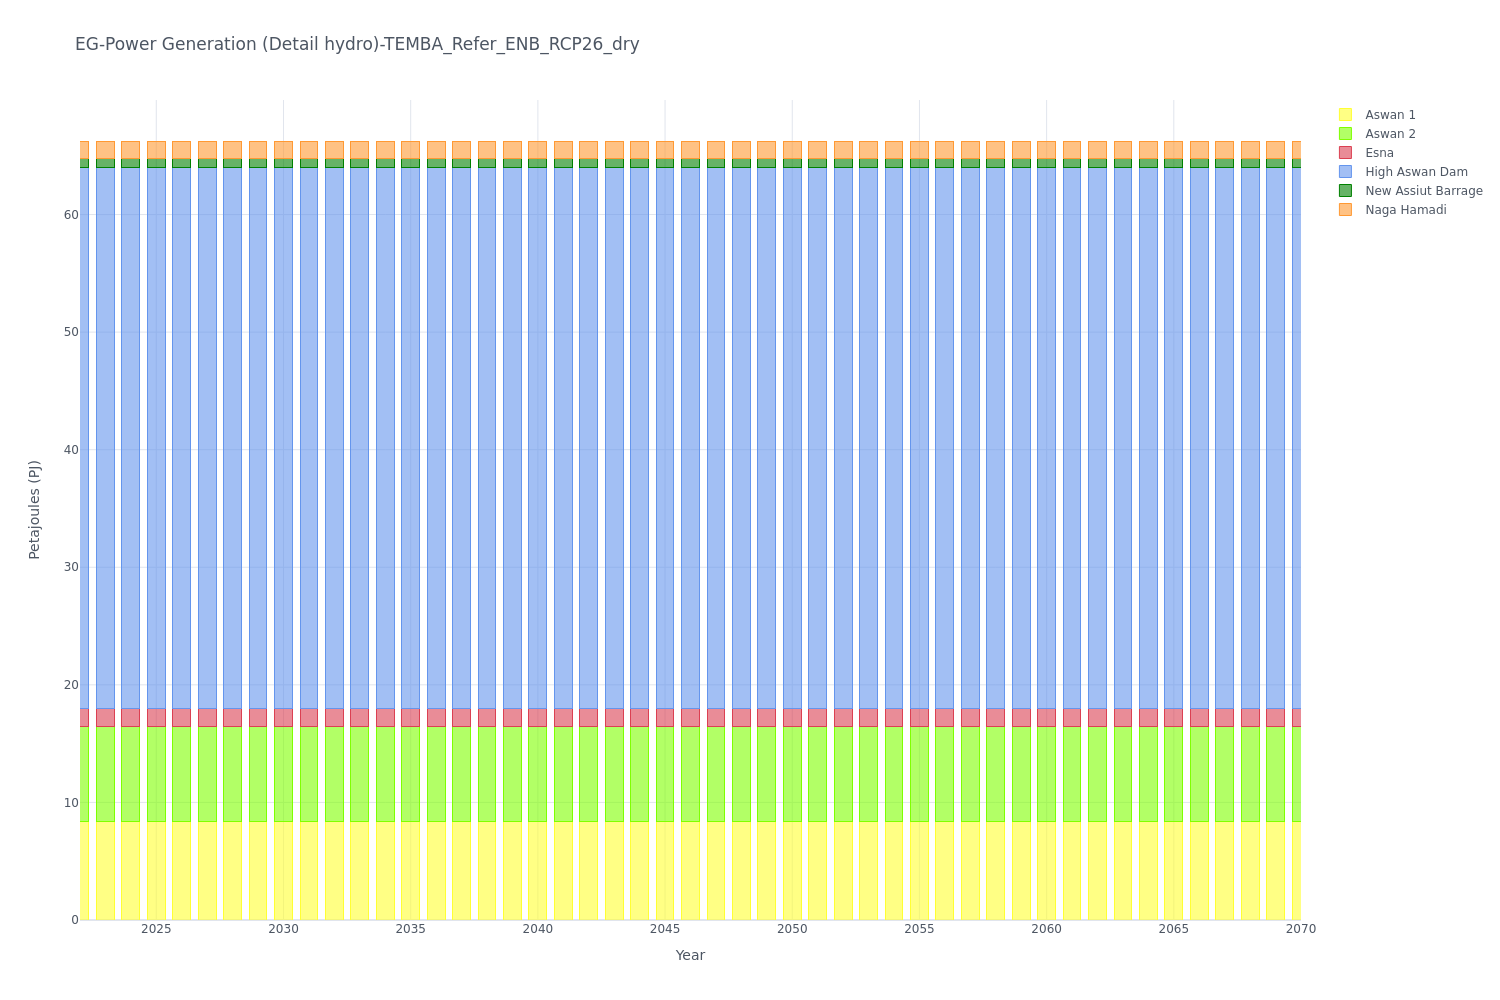 EG-Power Generation (Detail hydro)-TEMBA_Refer_ENB_RCP26_dry
Aswan 1
Aswan 2
Esna
High Aswan Dam
New Assiut Barrage
Naga Hamadi
Petajoules (PJ)
60
50
40
30
20
10
0
2025 2030 2035 2040 2045 2050 2055 2060 2065 2070
Year